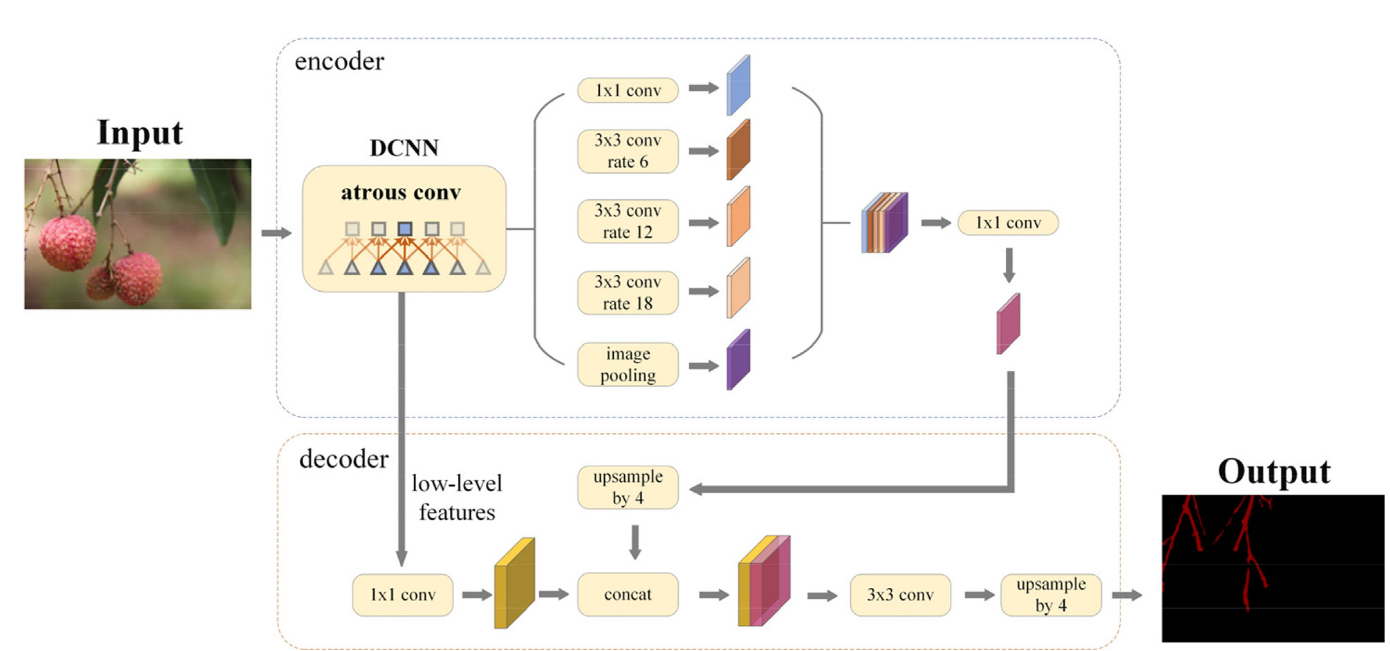 encoder
Input
DCNN
atrous conv
1x1 conv
3x3 conv
rate 6
3x3 conv
rate 12
3x3 conv
rate 18
image
pooling
1x1 conv
decoder
low-level
features
upsample
by 4
1x1 conv
concat
3x3 conv
upsample
by 4
Output